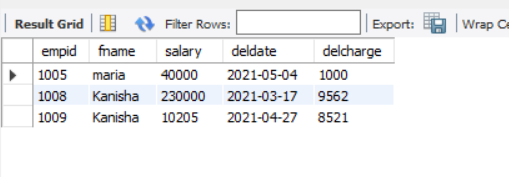 Result Grid Filter Rows: Export: Wrap Ce
empid fname salary deldate delcharge
1005 maria 40000 2021-05-04 1000
1008 Kanisha 230000 2021-03-17 9562
1009 Kanisha 10205 2021-04-27 8521